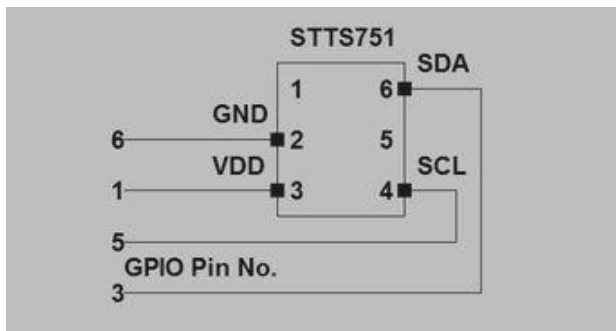 STTS751
SDA
1 6
GND
6 2 5
VDD SCL
1 3 4
5
GPIO Pin No.
3